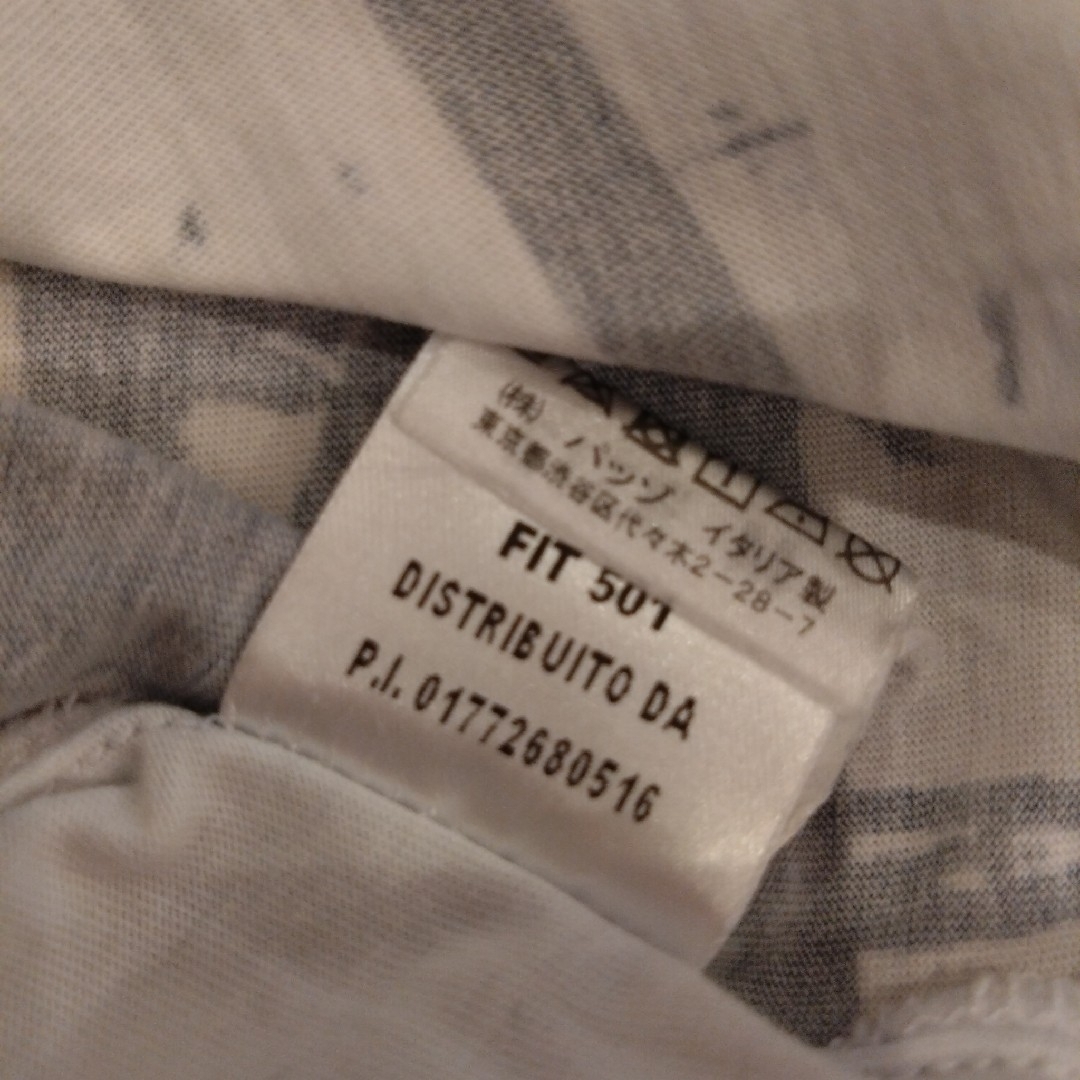 (株) パッソ イタリア製
東京都渋谷区代々木2-28-7
FIT 501
DISTRIBUITO DA
P.I. 01772680516